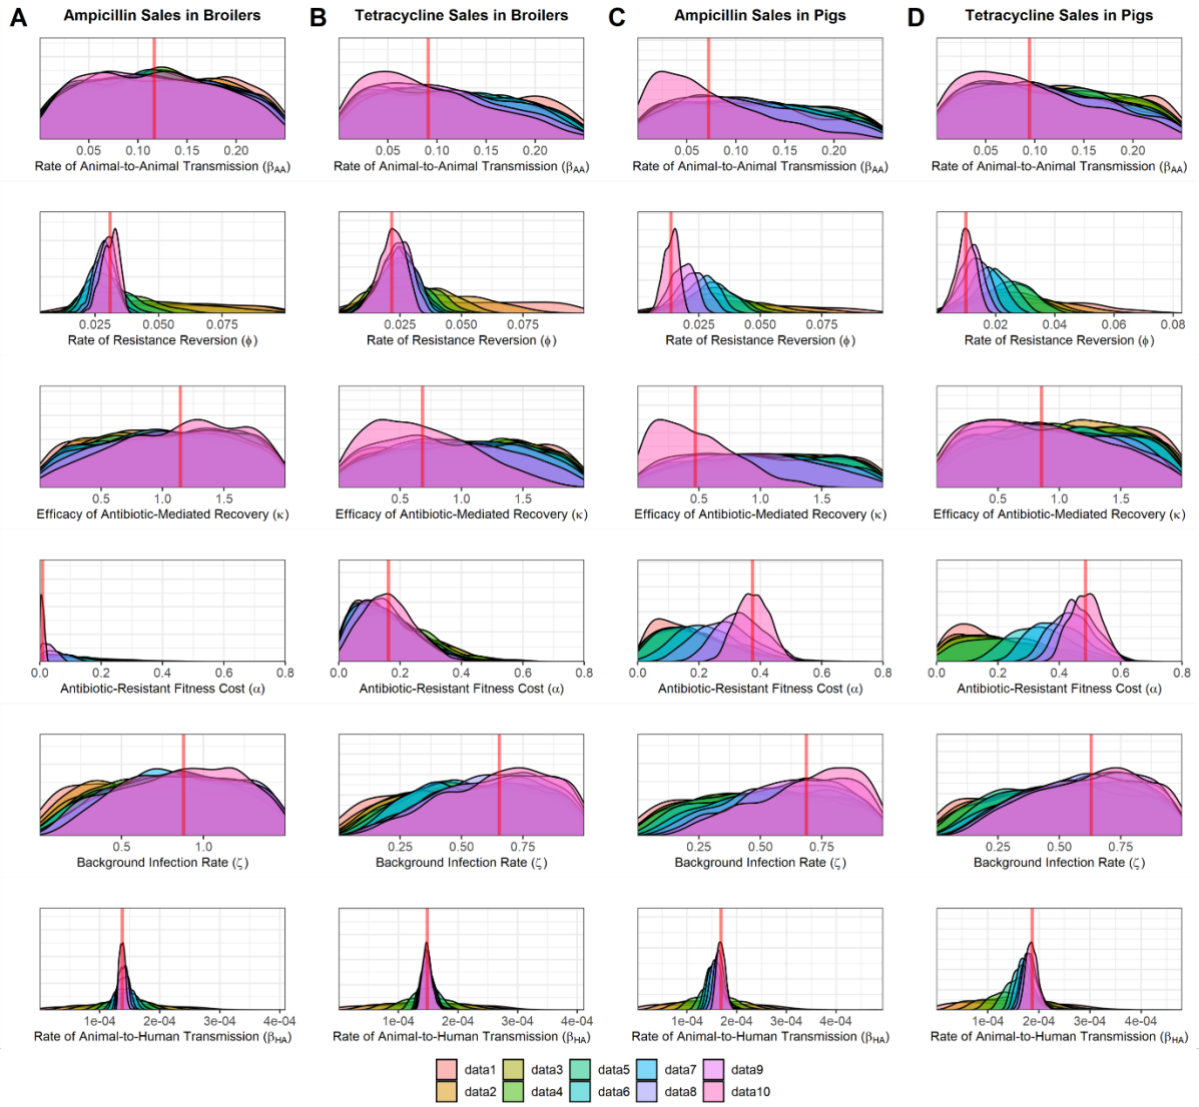 A Ampicillin Sales in Broilers B Tetracycline Sales in Broilers C Ampicillin Sales in Pigs D Tetracycline Sales in Pigs
0.05 0.10 0.15 0.20 0.05 0.10 0.15 0.20 0.05 0.10 0.15 0.20 0.05 0.10 0.15 0.20
Rate of Animal-to-Animal Transmission (βAA) Rate of Animal-to-Animal Transmission (βAA) Rate of Animal-to-Animal Transmission (βAA) Rate of Animal-to-Animal Transmission (βAA)
0.025 0.050 0.075 0.025 0.050 0.075 0.025 0.050 0.075 0.02 0.04 0.06 0.08
Rate of Resistance Reversion (ϕ) Rate of Resistance Reversion (ϕ) Rate of Resistance Reversion (ϕ) Rate of Resistance Reversion (ϕ)
0.5 1.0 1.5 0.5 1.0 1.5 0.5 1.0 1.5 0.5 1.0 1.5
Efficacy of Antibiotic-Mediated Recovery (κ) Efficacy of Antibiotic-Mediated Recovery (κ) Efficacy of Antibiotic-Mediated Recovery (κ) Efficacy of Antibiotic-Mediated Recovery (κ)
0.0 0.2 0.4 0.6 0.8 0.0 0.2 0.4 0.6 0.8 0.0 0.2 0.4 0.6 0.8 0.0 0.2 0.4 0.6 0.8
Antibiotic-Resistant Fitness Cost (α) Antibiotic-Resistant Fitness Cost (α) Antibiotic-Resistant Fitness Cost (α) Antibiotic-Resistant Fitness Cost (α)
0.5 1.0 0.25 0.50 0.75 0.25 0.50 0.75 0.25 0.50 0.75
Background Infection Rate (ζ) Background Infection Rate (ζ) Background Infection Rate (ζ) Background Infection Rate (ζ)
1e-04 2e-04 3e-04 4e-04 1e-04 2e-04 3e-04 4e-04 1e-04 2e-04 3e-04 4e-04 1e-04 2e-04 3e-04 4e-04
Rate of Animal-to-Human Transmission (βHA) Rate of Animal-to-Human Transmission (βHA) Rate of Animal-to-Human Transmission (βHA) Rate of Animal-to-Human Transmission (βHA)
data1 data3 data5 data7 data9
data2 data4 data6 data8 data10